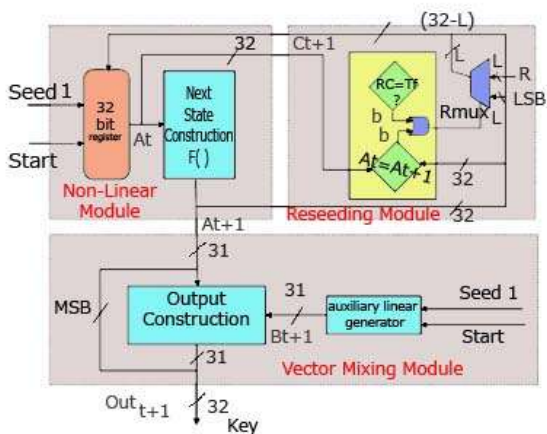 (32-L)
32
Ct+1
L
L
RC=Tf
?
R
Seed 1
32
bit
register
Next
State
Construction
F( )
LSB
Rmux
L
b
b
At
Start
At=At+1
32
Non-Linear
Module
Reseeding Module
32
At+1
31
MSB
Output
Construction
31
Bt+1
auxiliary linear
generator
Seed 1
Start
31
Vector Mixing Module
Out t+1
32
Key